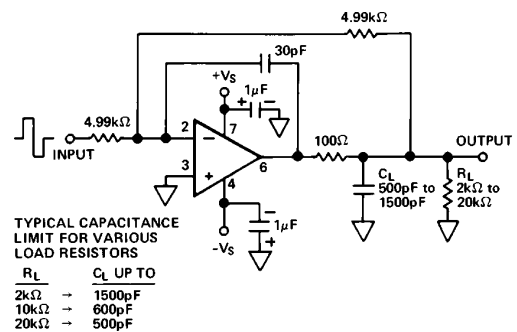 4.99kΩ
30pF
+VS
+ 1μF −
4.99kΩ
INPUT
2
−
7
3
+
4
6
100Ω
OUTPUT
CL
500pF to
1500pF
RL
2kΩ to
20kΩ
−
1μF
+
−VS
TYPICAL CAPACITANCE
LIMIT FOR VARIOUS
LOAD RESISTORS
RL CL UP TO
2kΩ → 1500pF
10kΩ → 600pF
20kΩ → 500pF